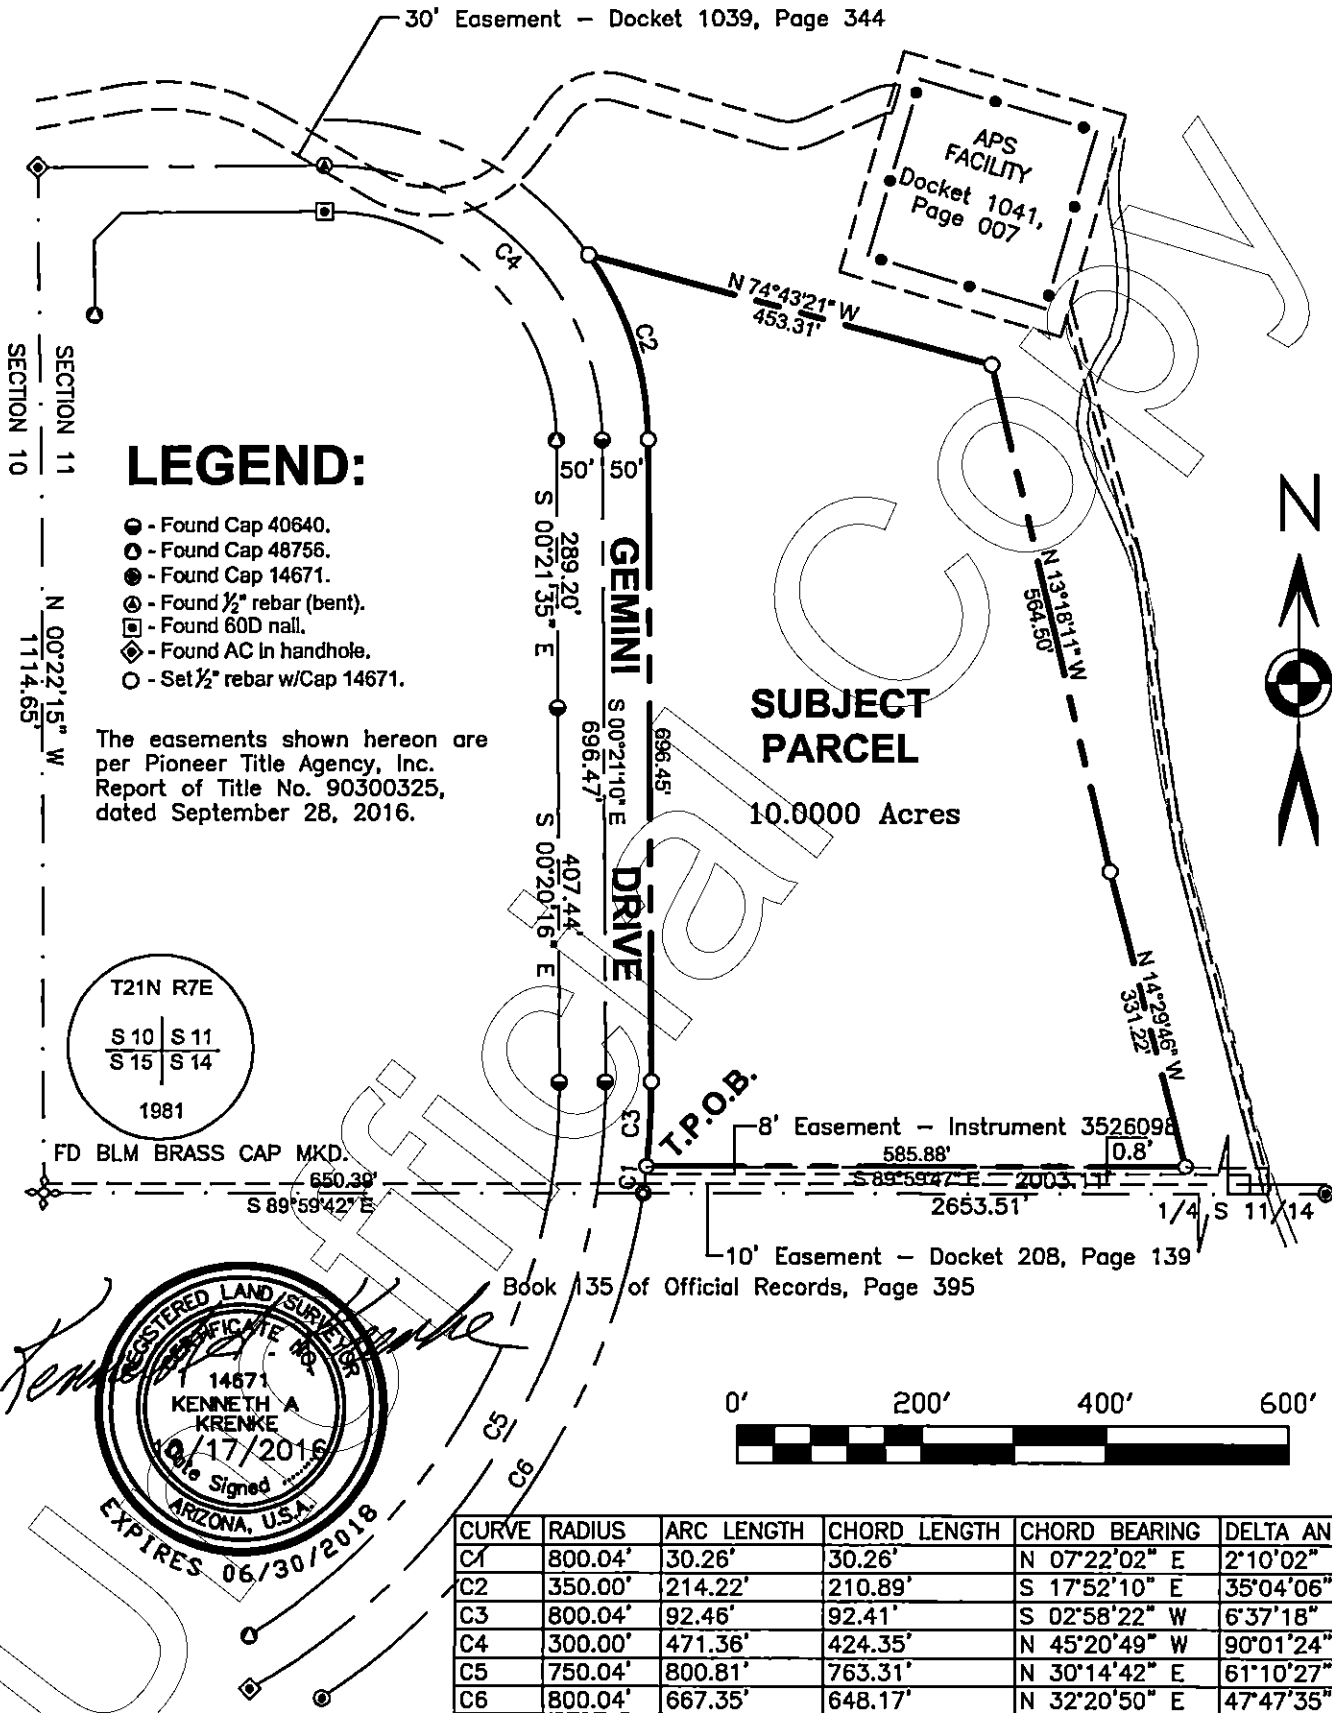 30' Easement – Docket 1039, Page 344
APS
FACILITY
Docket 1041,
Page 007
C4
C2
N 74°43'21" W
453.31'
SECTION 11
SECTION 10
LEGEND:
- Found Cap 40640.
- Found Cap 48756.
- Found Cap 14671.
- Found ½" rebar (bent).
- Found 60D nail.
- Found AC in handhole.
- Set ½" rebar w/Cap 14671.
50' 50'
S 00°21'35" E
289.20'
GEMINI DRIVE
S 00°21'10" E
696.47'
696.45'
N 13°18'11" W
564.50'
N
N 00°22'15" W
1114.65'
SUBJECT
PARCEL
10.0000 Acres
The easements shown hereon are
per Pioneer Title Agency, Inc.
Report of Title No. 90300325,
dated September 28, 2016.
S 00°20'16" E
407.44'
N 14°29'46" W
331.22'
T21N R7E
S 10 S 11
S 15 S 14
1981
FD BLM BRASS CAP MKD.
C3
T.P.O.B.
8' Easement – Instrument 3526098
0.8'
C1
585.88'
S 89°59'47" E 2003.11'
650.39'
S 89°59'42" E
2653.51'
1/4 S 11/14
10' Easement – Docket 208, Page 139
Book 135 of Official Records, Page 395
REGISTERED LAND SURVEYOR
CERTIFICATE NO.
14671
KENNETH A
KRENKE
10/17/2016
Date Signed
ARIZONA, U.S.A.
EXPIRES 06/30/2018
C5
C6
0' 200' 400' 600'
CURVE RADIUS ARC LENGTH CHORD LENGTH CHORD BEARING DELTA AN
C1 800.04' 30.26' 30.26' N 07°22'02" E 2°10'02"
C2 350.00' 214.22' 210.89' S 17°52'10" E 35°04'06"
C3 800.04' 92.46' 92.41' S 02°58'22" W 6°37'18"
C4 300.00' 471.36' 424.35' N 45°20'49" W 90°01'24"
C5 750.04' 800.81' 763.31' N 30°14'42" E 61°10'27"
C6 800.04' 667.35' 648.17' N 32°20'50" E 47°47'35"
Unofficial Copy